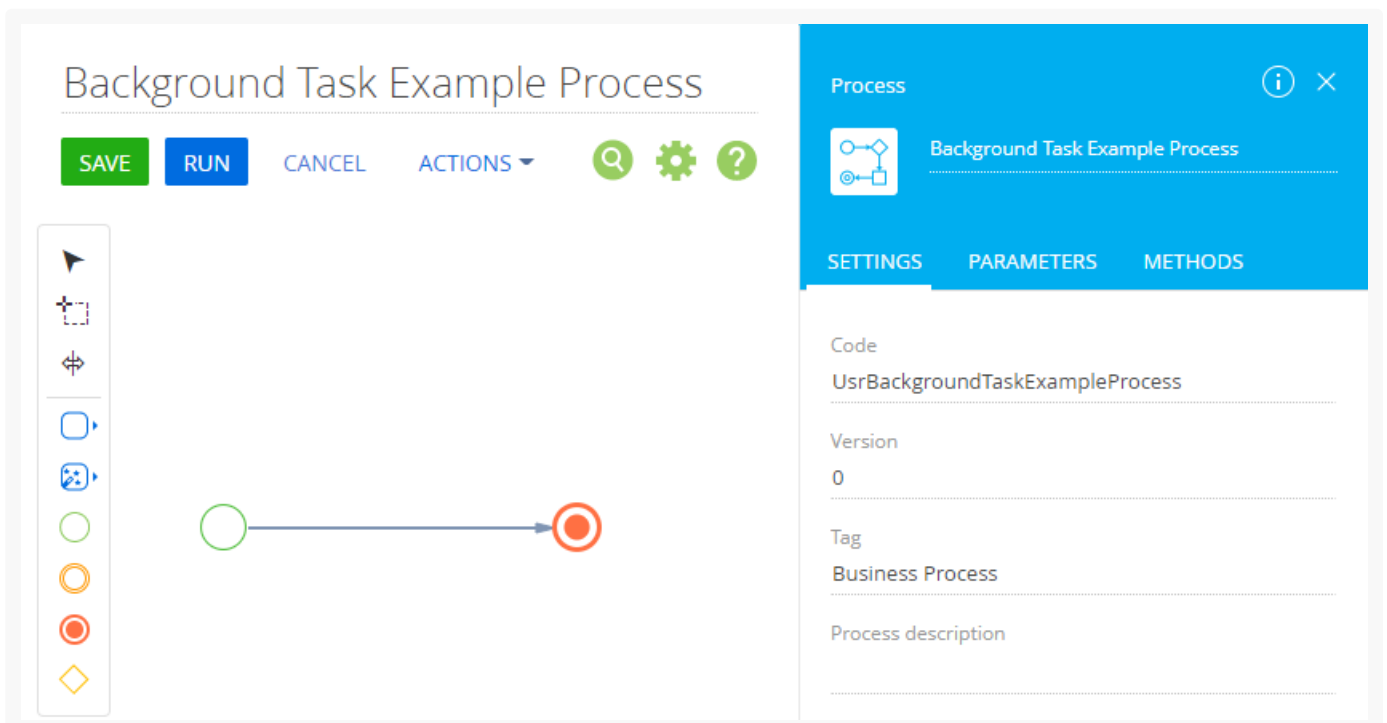 Background Task Example Process
SAVE RUN CANCEL ACTIONS
Process
Background Task Example Process
SETTINGS PARAMETERS METHODS
Code
UsrBackgroundTaskExampleProcess
Version
0
Tag
Business Process
Process description